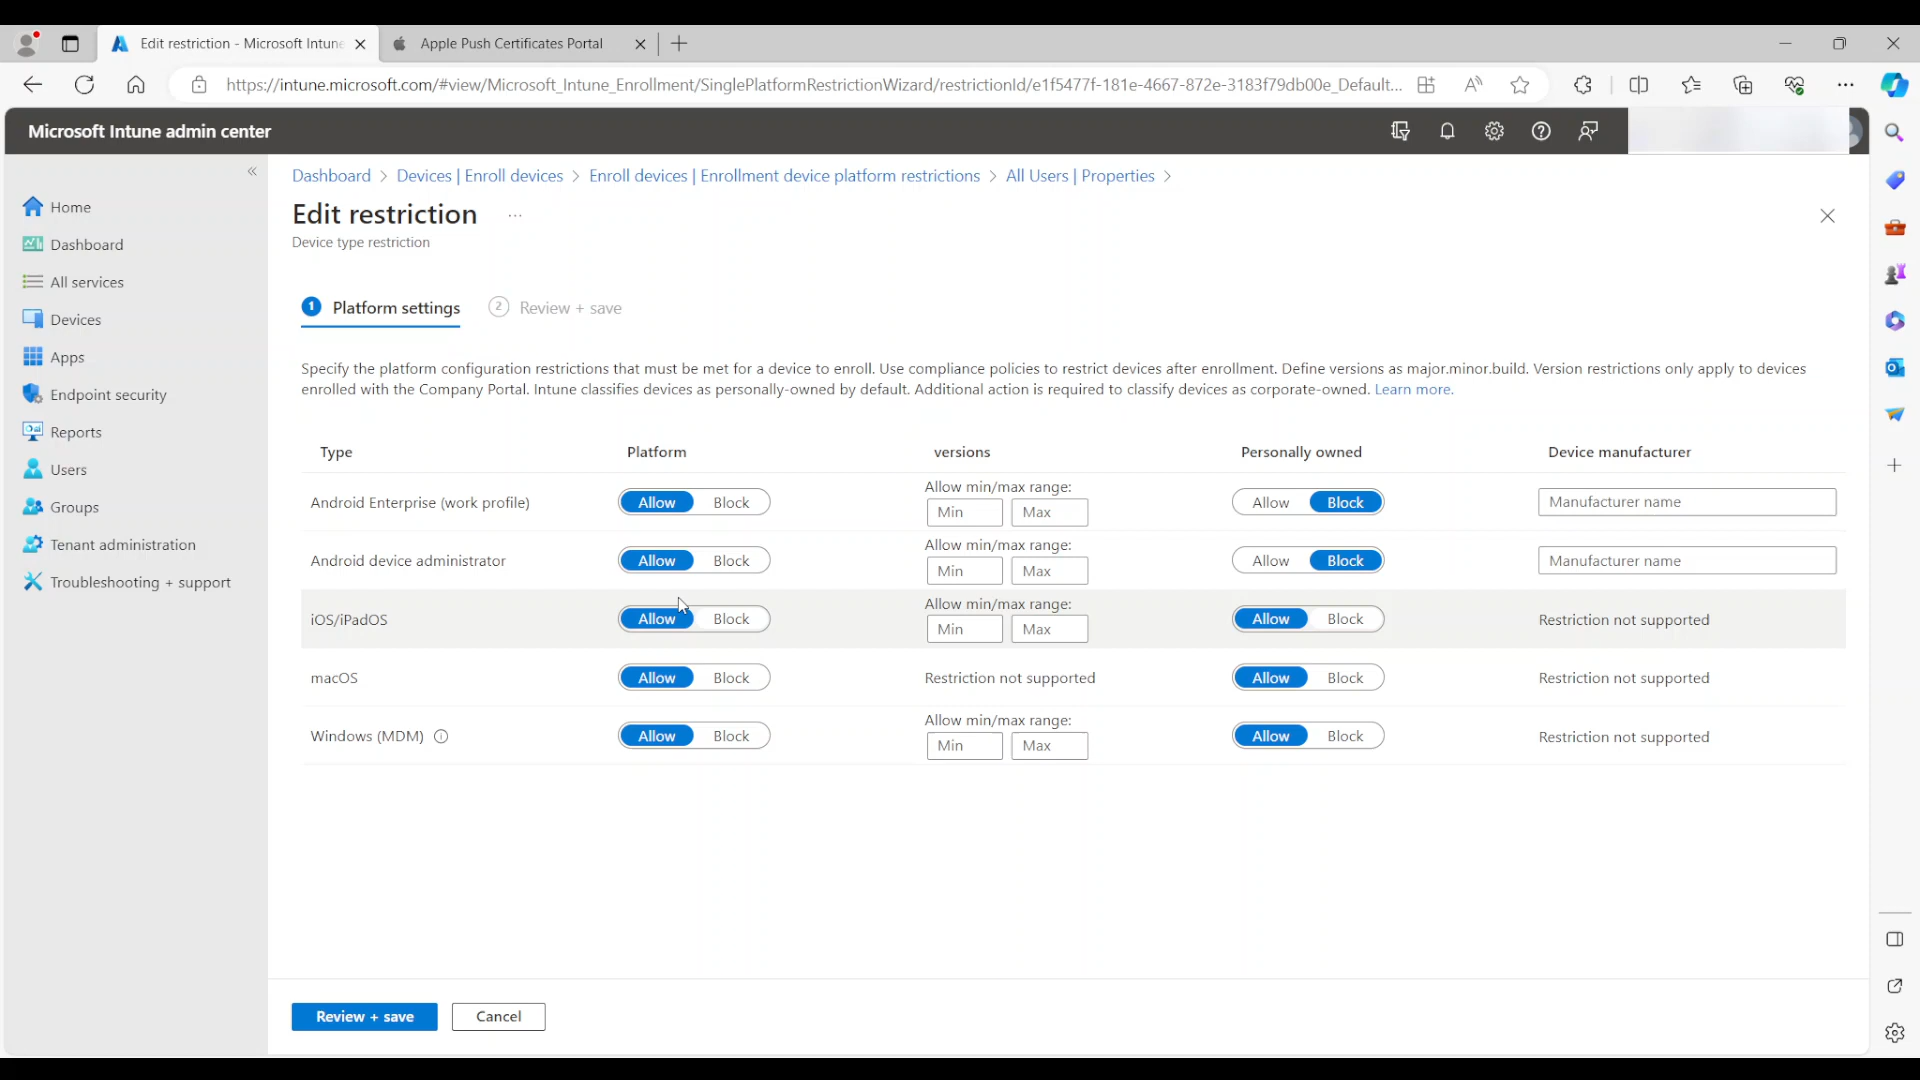 Edit restriction - Microsoft Intune
Apple Push Certificates Portal
https://intune.microsoft.com/#view/Microsoft_Intune_Enrollment/SinglePlatformRestrictionWizard/restrictionId/e1f5477f-181e-4667-872e-3183f79db00e_Default...
Microsoft Intune admin center
Dashboard > Devices | Enroll devices > Enroll devices | Enrollment device platform restrictions > All Users | Properties >
Edit restriction ...
Device type restriction
Home
Dashboard
All services
Devices
Apps
Endpoint security
Reports
Users
Groups
Tenant administration
Troubleshooting + support
1 Platform settings 2 Review + save
Specify the platform configuration restrictions that must be met for a device to enroll. Use compliance policies to restrict devices after enrollment. Define versions as major.minor.build. Version restrictions only apply to devices
enrolled with the Company Portal. Intune classifies devices as personally-owned by default. Additional action is required to classify devices as corporate-owned. Learn more.
Type Platform versions Personally owned Device manufacturer
Allow min/max range:
Android Enterprise (work profile) Allow Block Min Max Allow Block Manufacturer name
Allow min/max range:
Android device administrator Allow Block Min Max Allow Block Manufacturer name
Allow min/max range:
iOS/iPadOS Allow Block Min Max Allow Block Restriction not supported
macOS Allow Block Restriction not supported Allow Block Restriction not supported
Allow min/max range:
Windows (MDM) Allow Block Min Max Allow Block Restriction not supported
Review + save Cancel